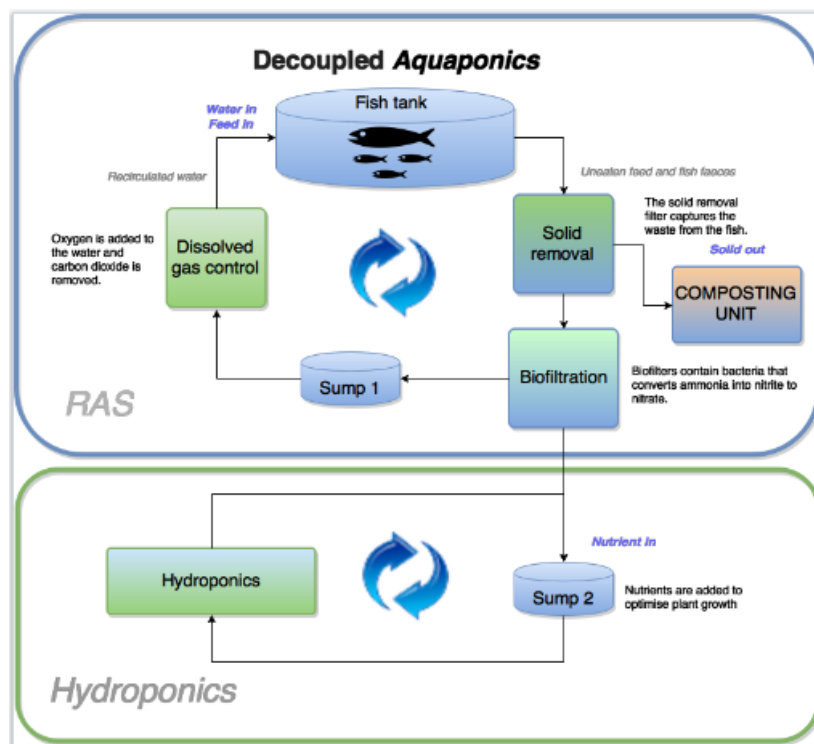 Decoupled Aquaponics
Water in
Feed in
Fish tank
Recirculated water
Uneaten feed and fish faeces
The solid removal
filter captures the
waste from the fish.
Oxygen is added to
the water and
carbon dioxide is
removed.
Dissolved
gas control
Solid
removal
Solid out
COMPOSTING
UNIT
Sump 1
Biofiltration
Biofilters contain bacteria that
converts ammonia into nitrite to
nitrate.
RAS
Nutrient in
Hydroponics
Sump 2
Nutrients are added to
optimise plant growth
Hydroponics